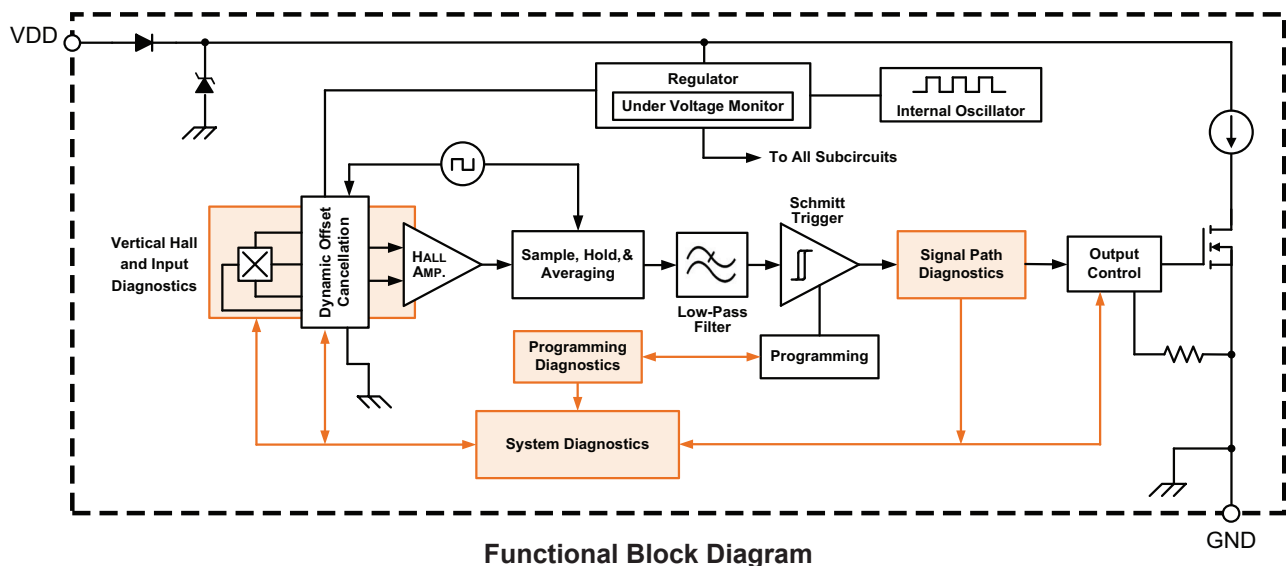 VDD
Regulator
Under Voltage Monitor
Internal Oscillator
To All Subcircuits
Schmitt
Trigger
Vertical Hall
and Input
Diagnostics
Dynamic Offset
Cancellation
HALL
AMP.
Sample, Hold, &
Averaging
Low-Pass
Filter
Signal Path
Diagnostics
Output
Control
Programming
Diagnostics
Programming
System Diagnostics
GND
Functional Block Diagram